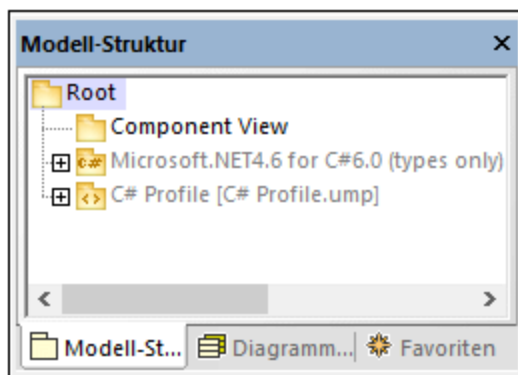 Modell-Struktur
Root
Component View
Microsoft.NET4.6 for C#6.0 (types only)
C# Profile [C# Profile.ump]
Modell-St... Diagramm... Favoriten